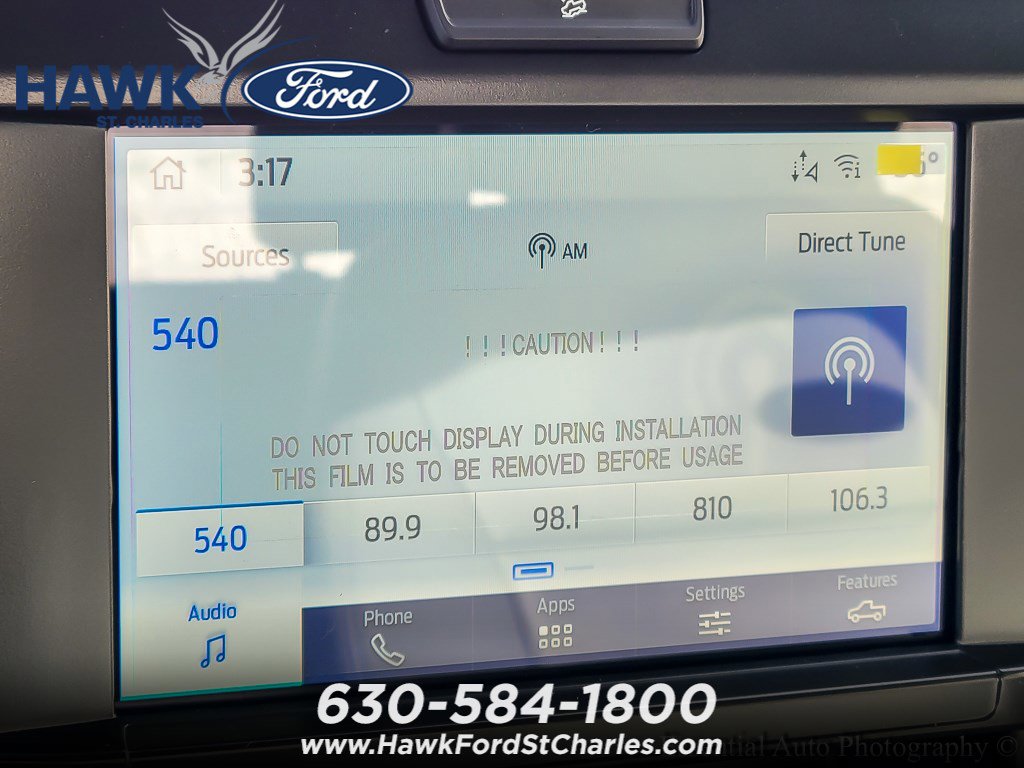 HAWK
ST. CHARLES
Ford
3:17
Sources
AM
Direct Tune
540
!!!CAUTION!!!
DO NOT TOUCH DISPLAY DURING INSTALLATION
THIS FILM IS TO BE REMOVED BEFORE USAGE
540 89.9 98.1 810 106.3
Audio Phone Apps Settings Features
630-584-1800
www.HawkFordStCharles.com
Auto Photography ©